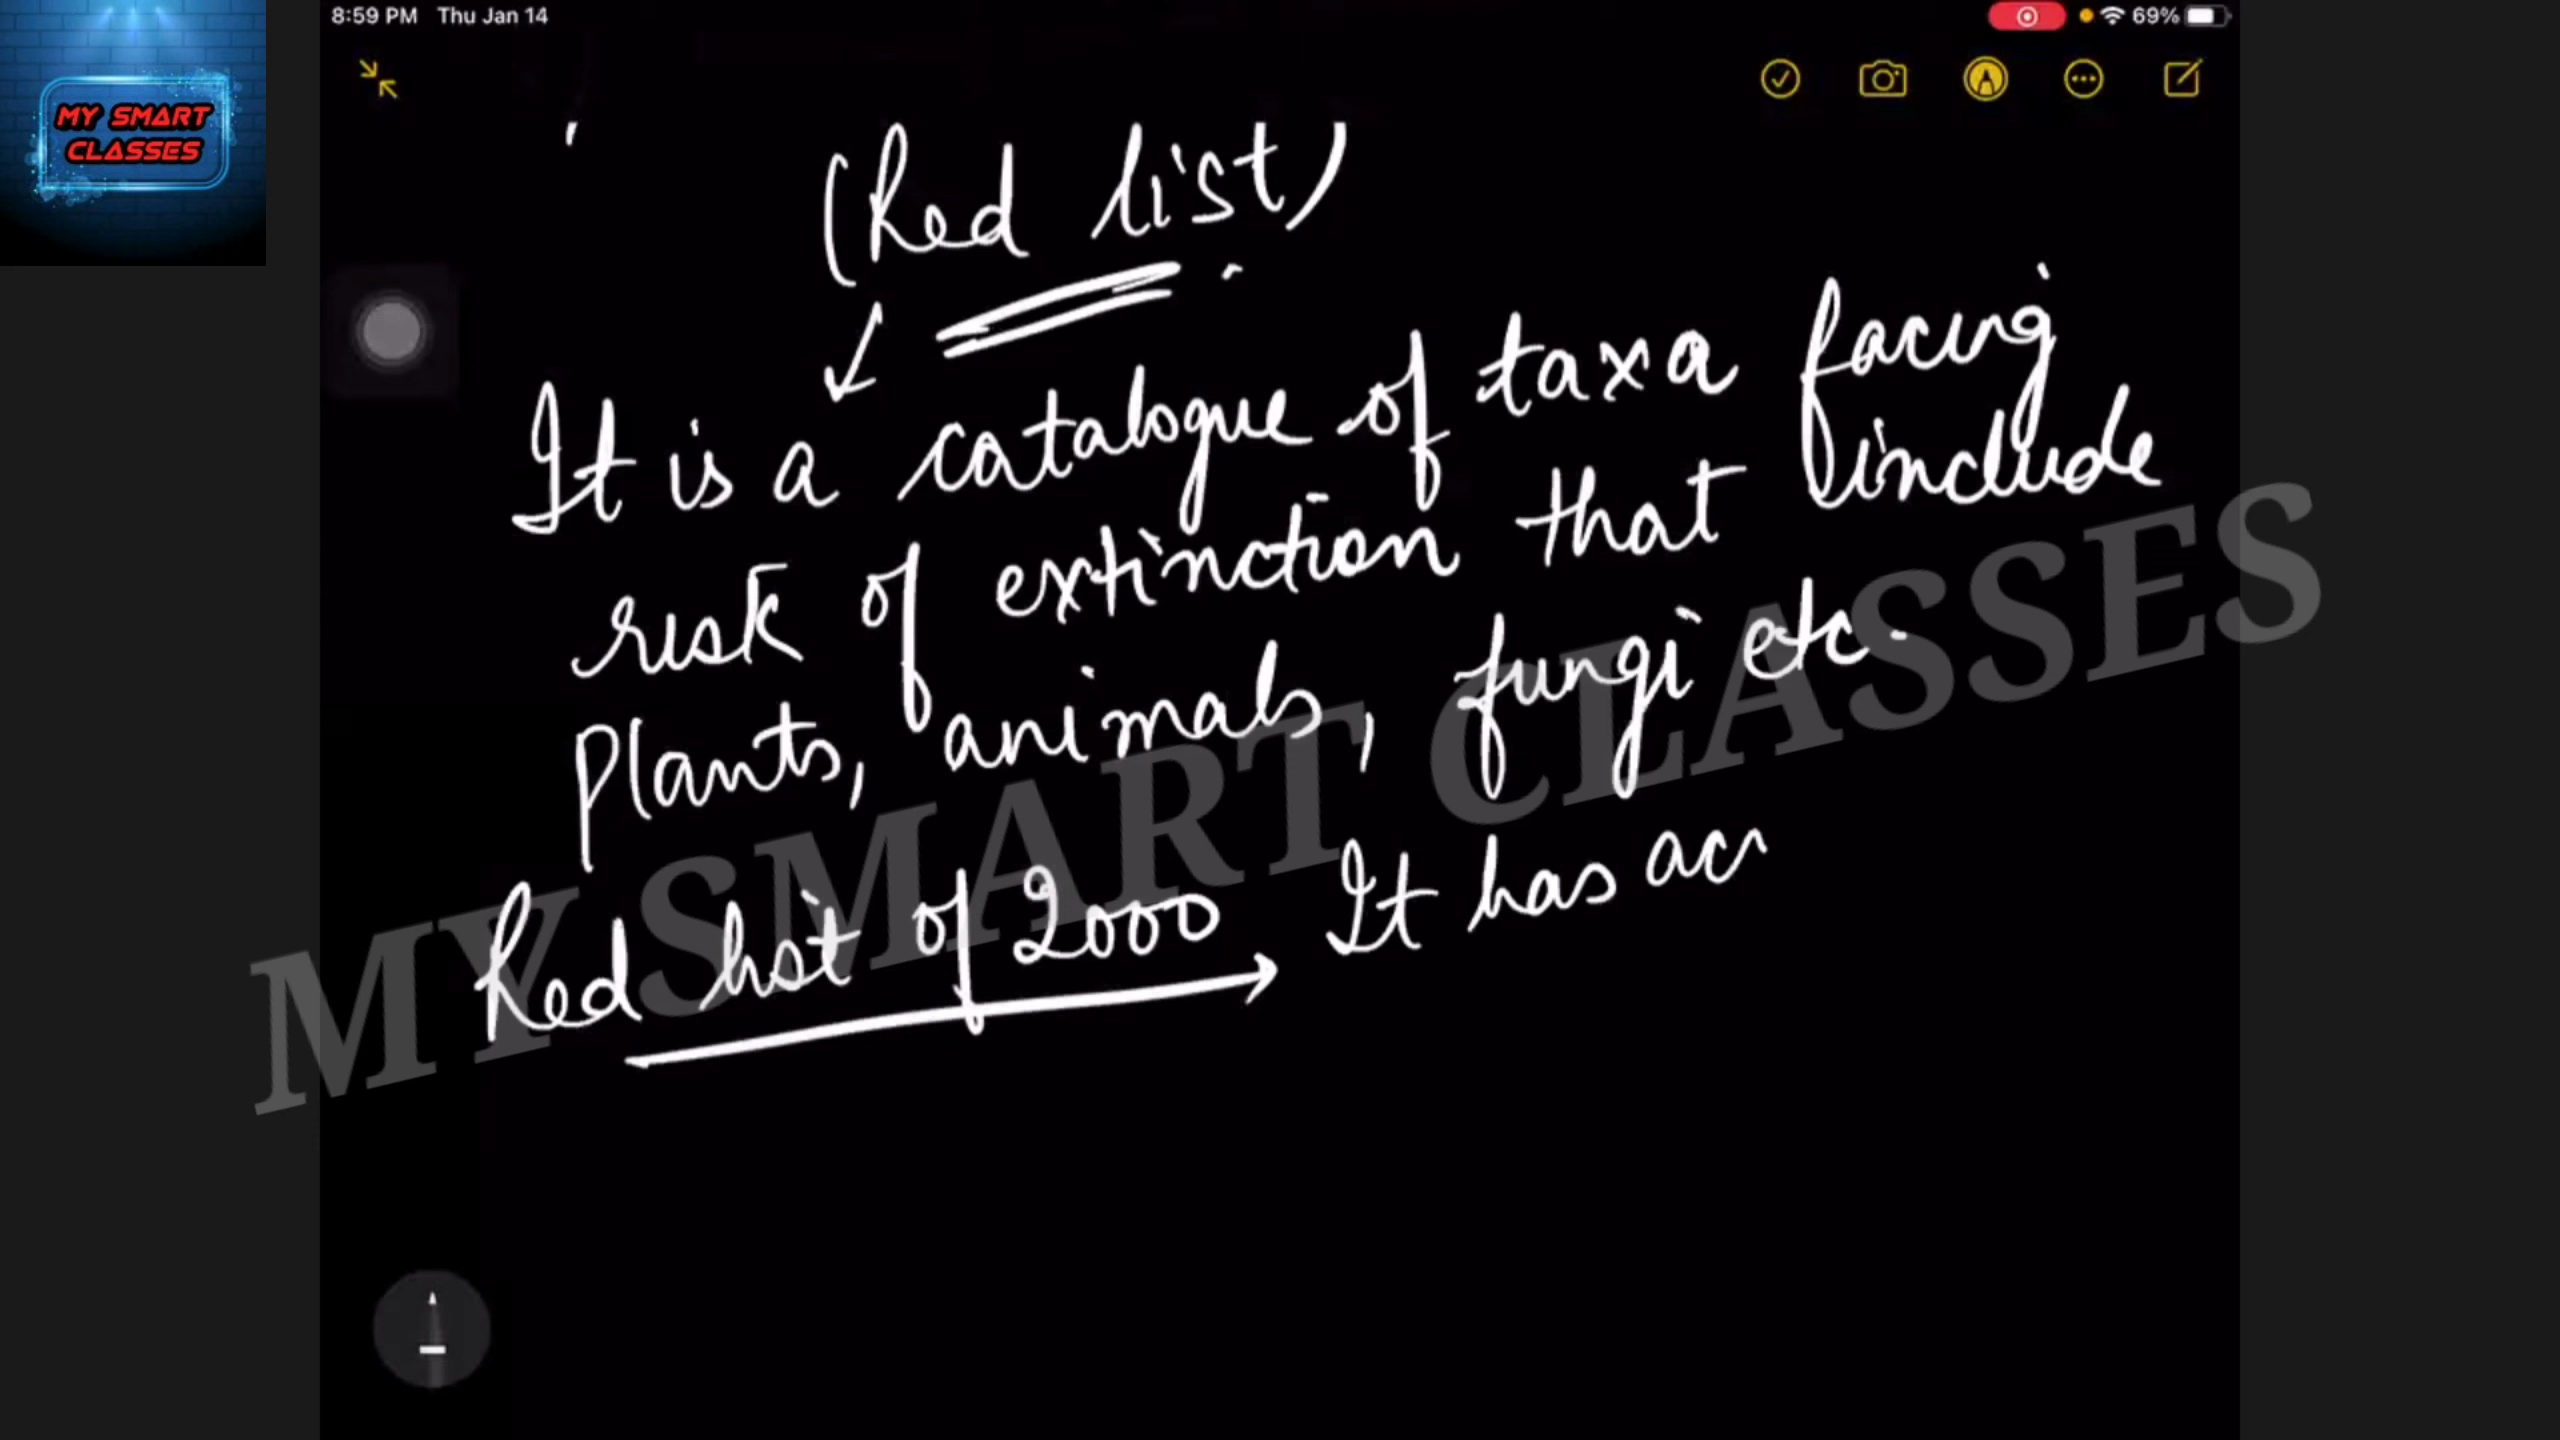 8:59 PM Thu Jan 14
69%
MY SMART
CLASSES
(Red list)
It is a catalogue of taxa facing
risk of extinction that include
Plants, animals, fungi etc.
Red list of 2000 It has
MY SMART CLASSES